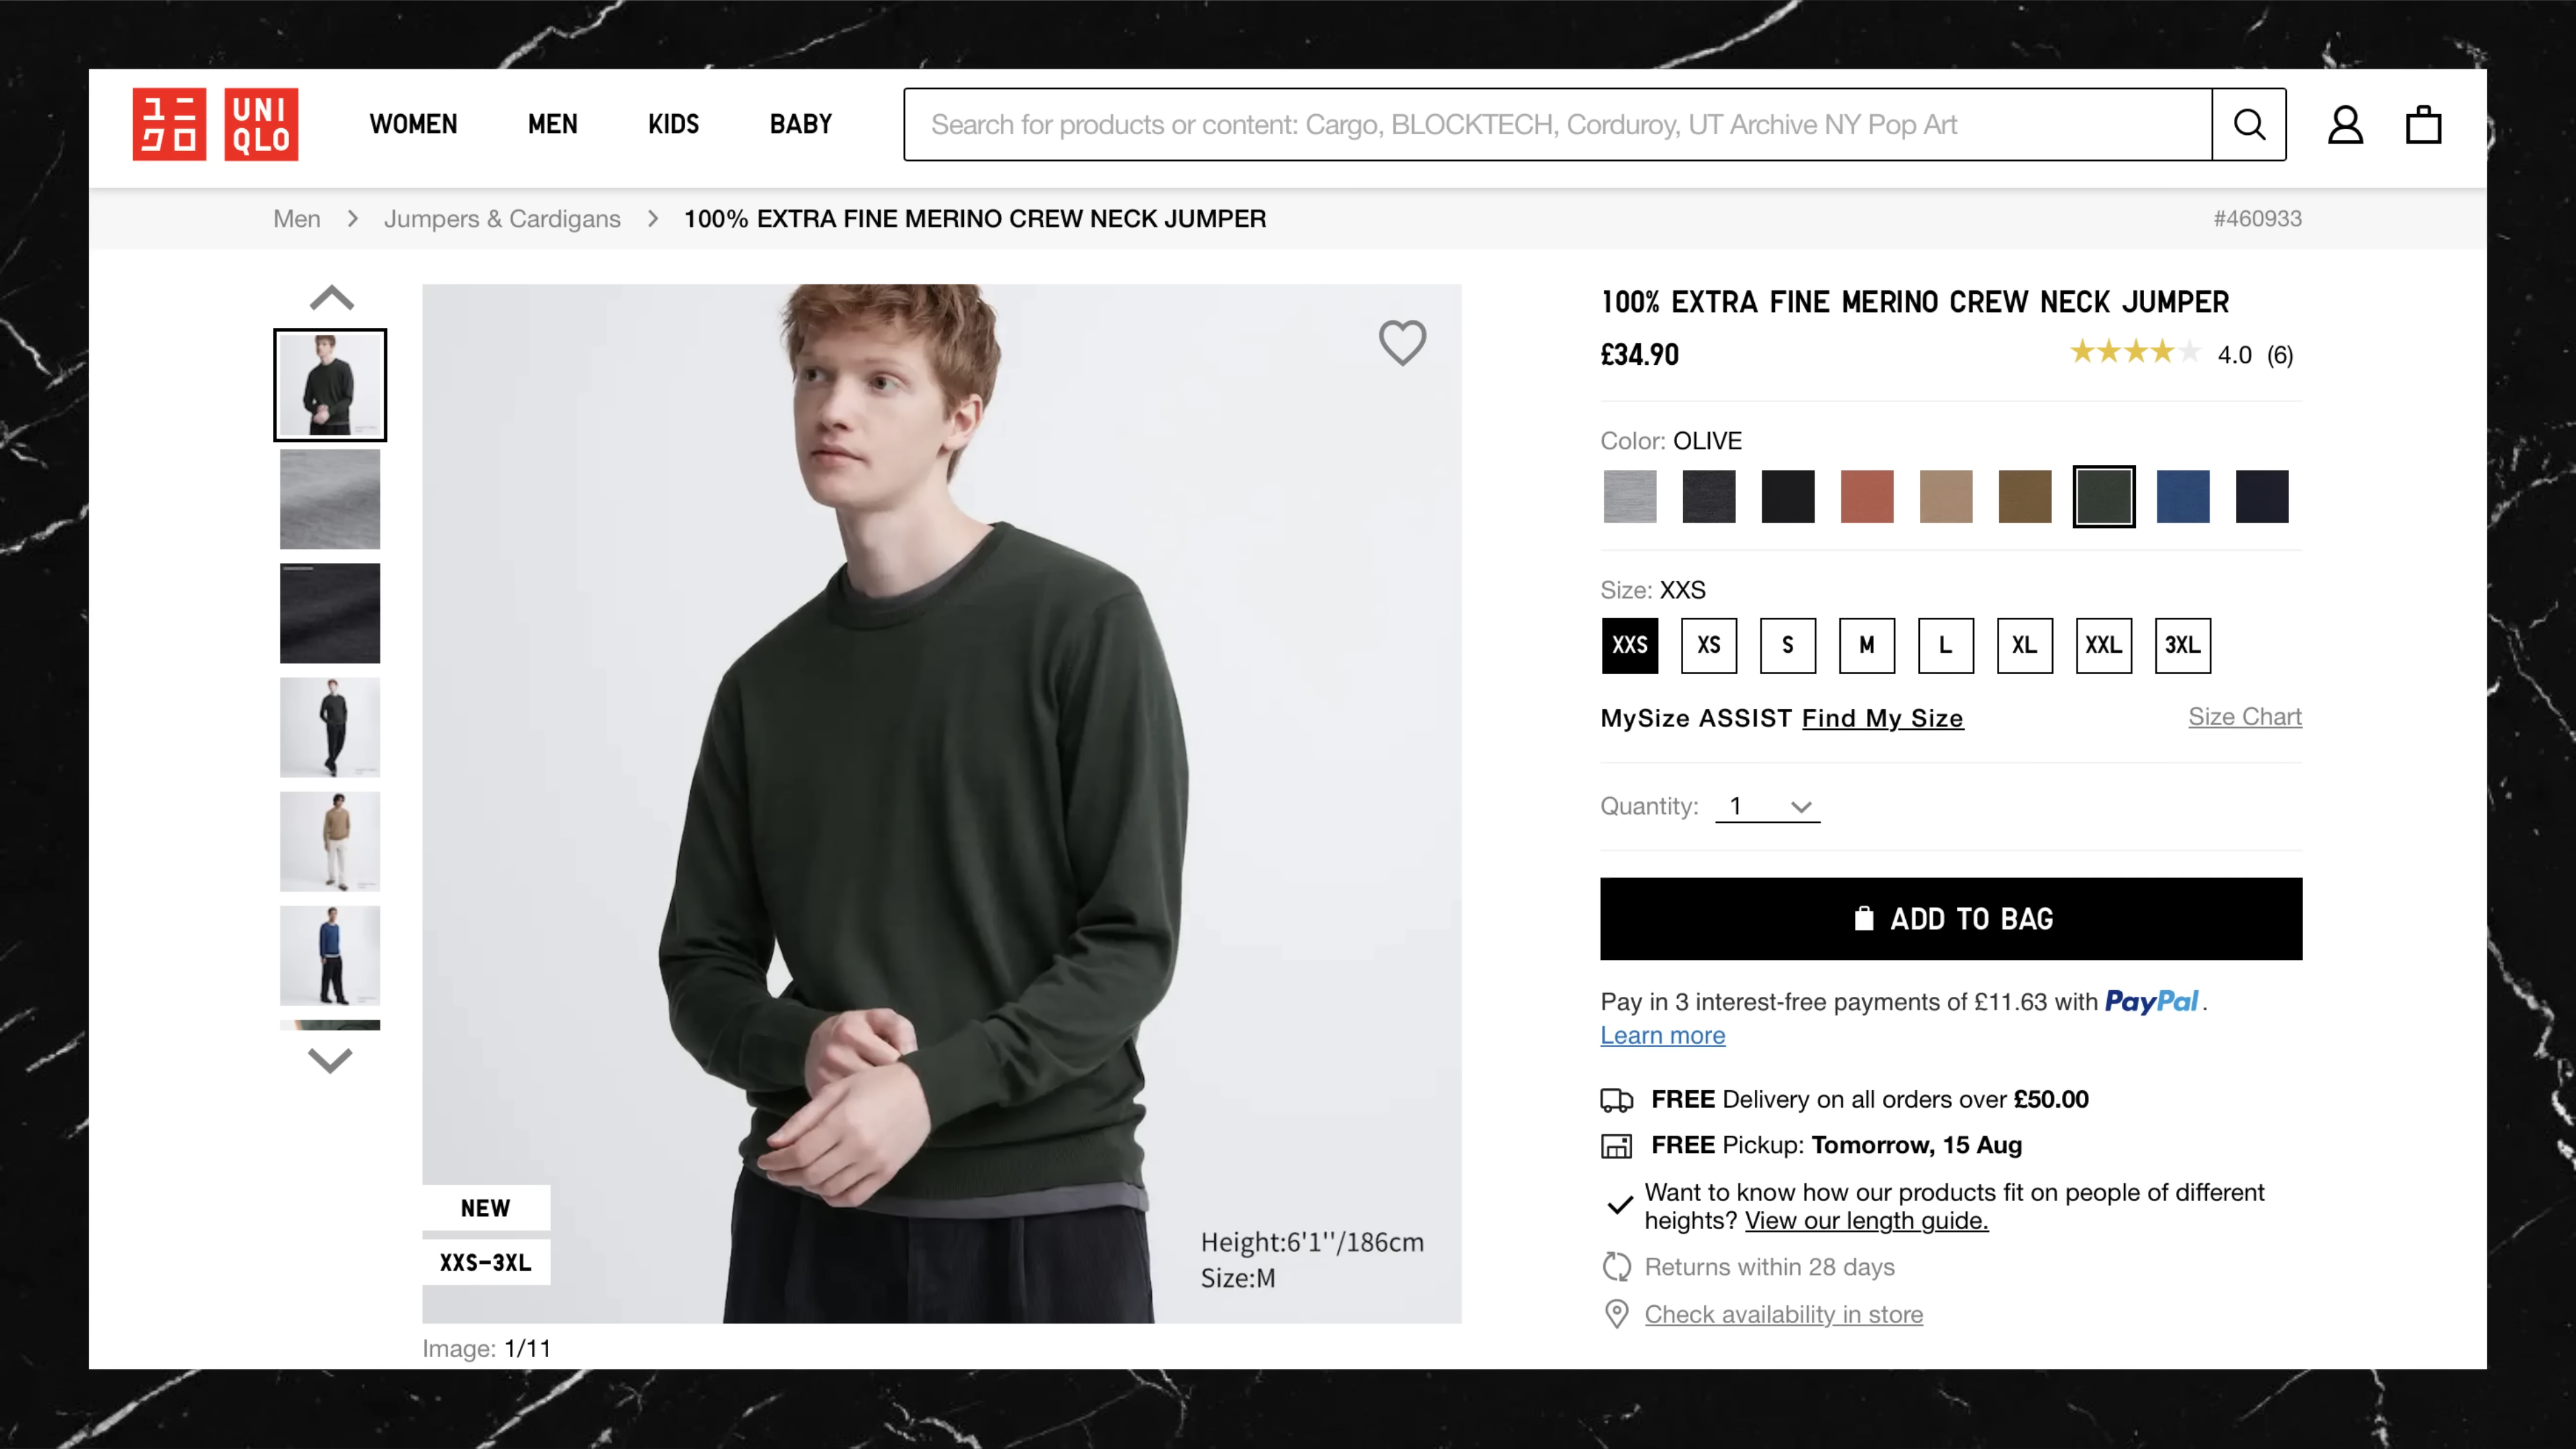 ユニ
クロ
UNI
QLO
WOMEN
MEN
KIDS
BABY
Search for products or content: Cargo, BLOCKTECH, Corduroy, UT Archive NY Pop Art
Men > Jumpers & Cardigans > 100% EXTRA FINE MERINO CREW NECK JUMPER
#460933
NEW
XXS-3XL
Height:6'1''/186cm
Size:M
Image: 1/11
100% EXTRA FINE MERINO CREW NECK JUMPER
£34.90
4.0 (6)
Color: OLIVE
Size: XXS
XXS
XS
S
M
L
XL
XXL
3XL
MySize ASSIST Find My Size
Size Chart
Quantity: 1
ADD TO BAG
Pay in 3 interest-free payments of £11.63 with PayPal.
Learn more
FREE Delivery on all orders over £50.00
FREE Pickup: Tomorrow, 15 Aug
Want to know how our products fit on people of different
heights? View our length guide.
Returns within 28 days
Check availability in store